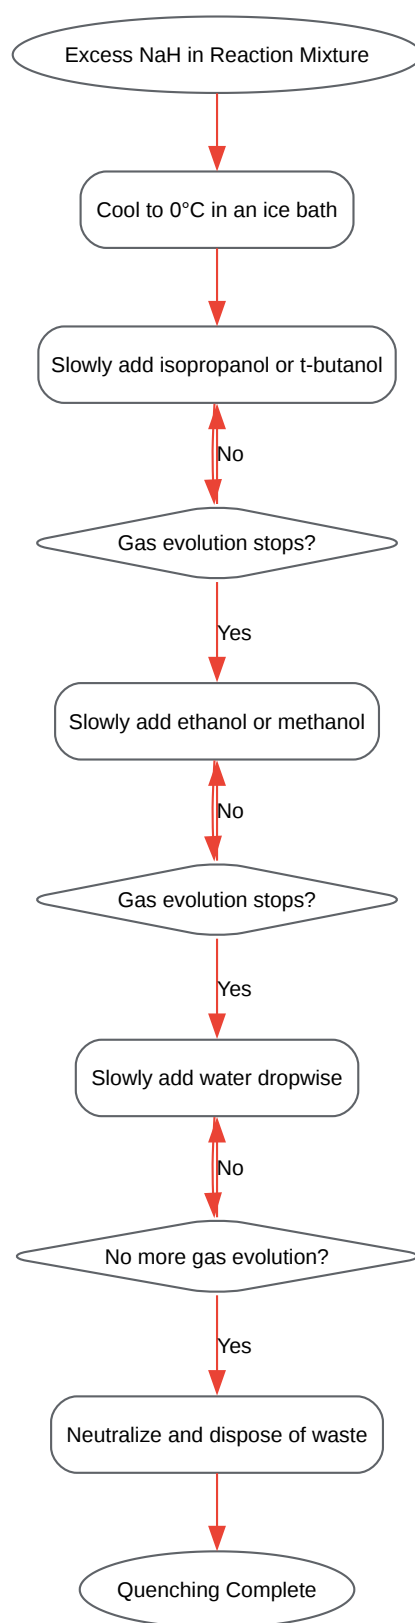 Excess NaH in Reaction Mixture
Cool to 0°C in an ice bath
Slowly add isopropanol or t-butanol
No
Gas evolution stops?
Yes
Slowly add ethanol or methanol
No
Gas evolution stops?
Yes
Slowly add water dropwise
No
No more gas evolution?
Yes
Neutralize and dispose of waste
Quenching Complete